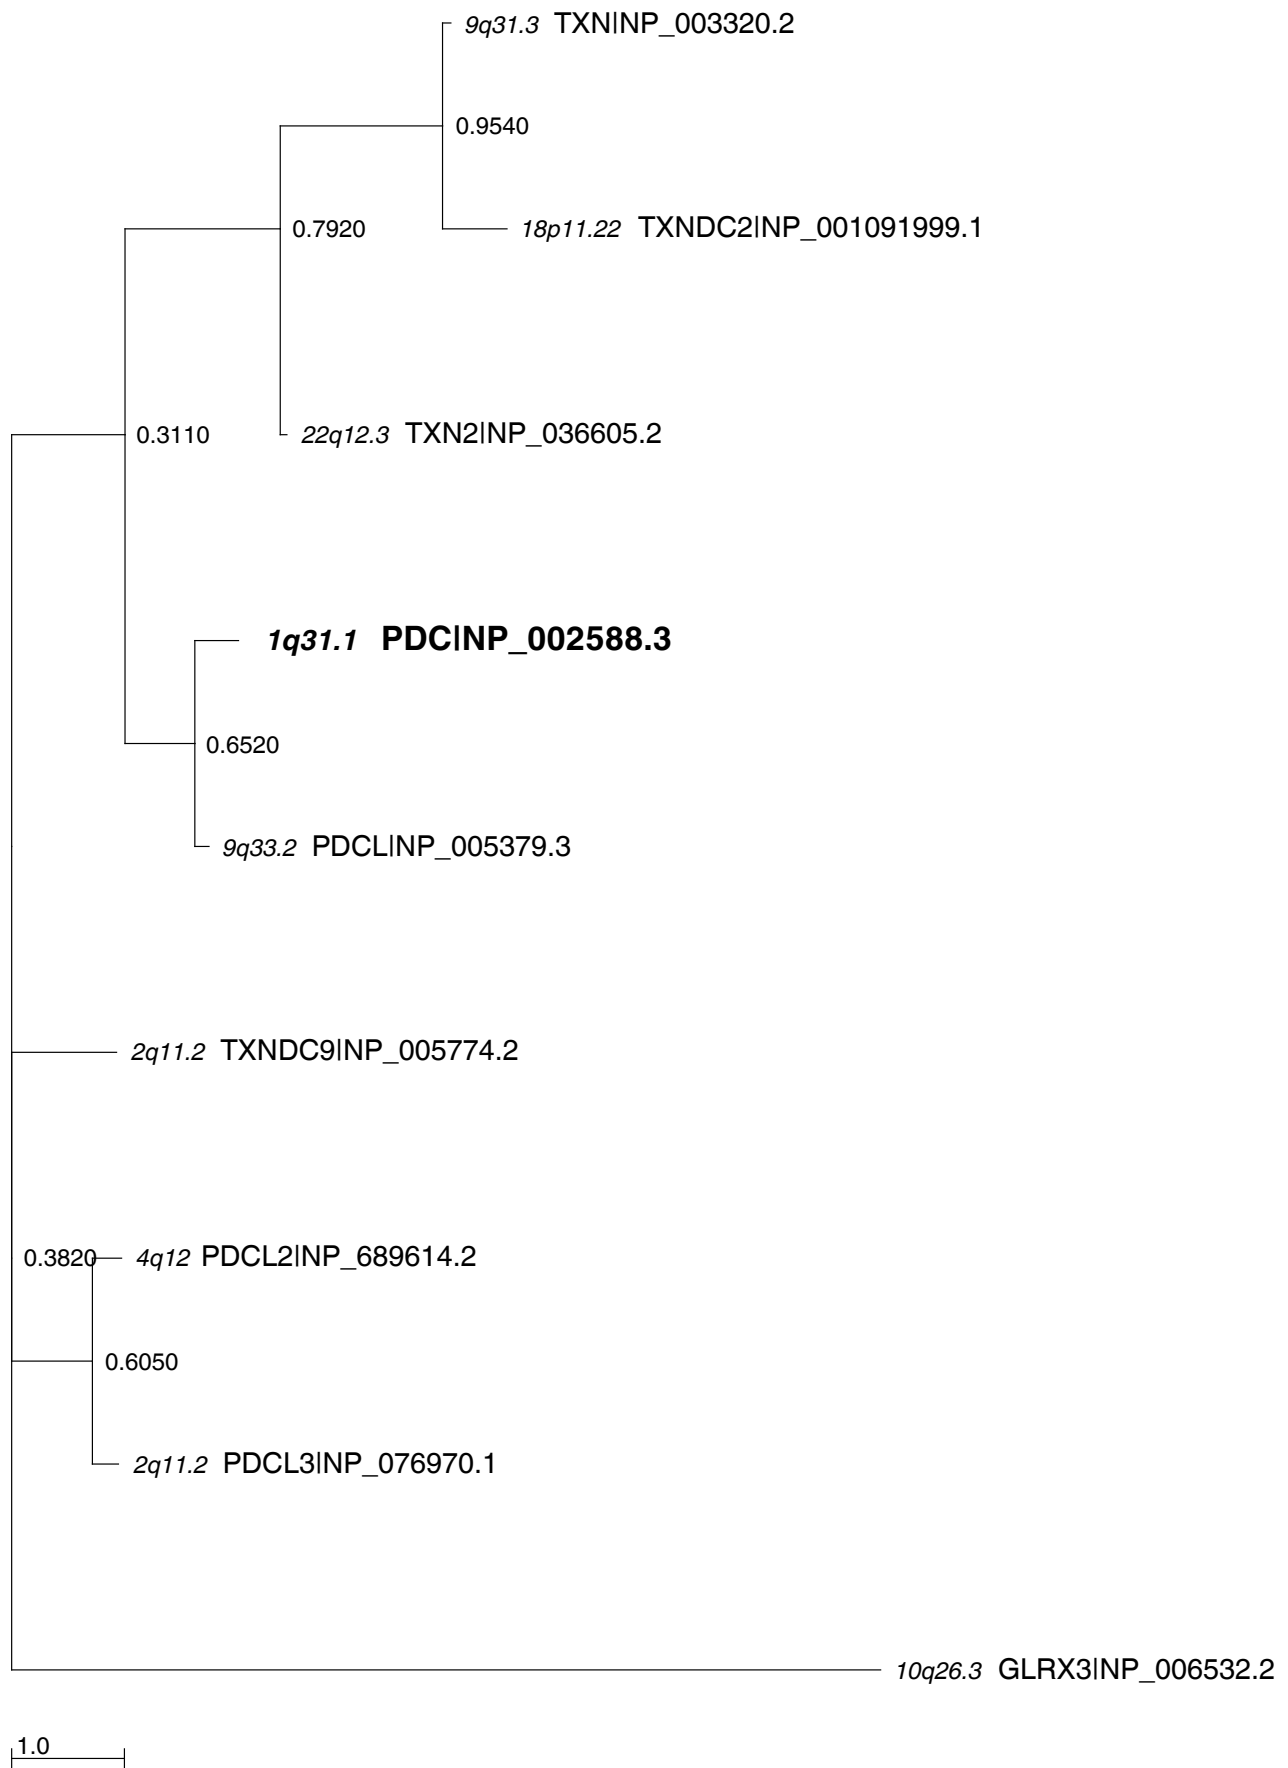 9q31.3 TXN|NP_003320.2
0.9540
18p11.22 TXNDC2|NP_001091999.1
0.7920
22q12.3 TXN2|NP_036605.2
0.3110
1q31.1 PDC|NP_002588.3
0.6520
9q33.2 PDCL|NP_005379.3
2q11.2 TXNDC9|NP_005774.2
0.3820
4q12 PDCL2|NP_689614.2
0.6050
2q11.2 PDCL3|NP_076970.1
10q26.3 GLRX3|NP_006532.2
1.0